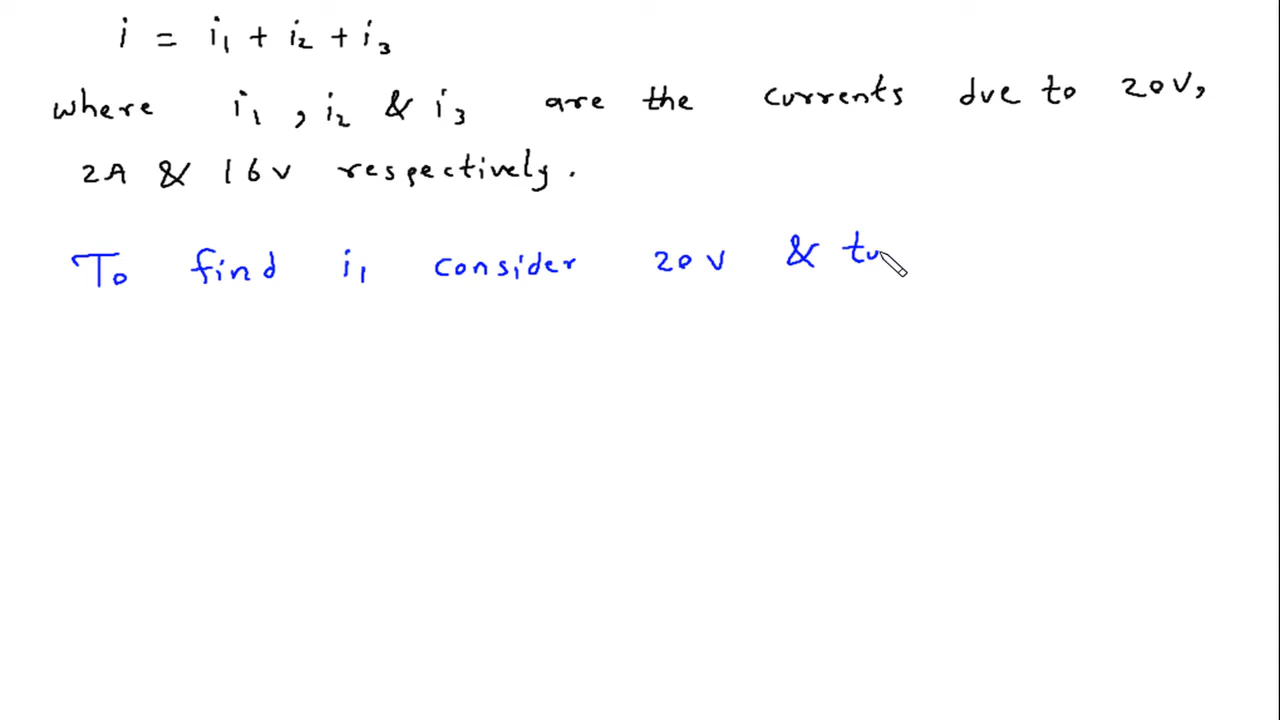 i = i₁ + i₂ + i₃
where i₁ , i₂ & i₃ are the currents due to 20V,
2A & 16V respectively.
To find i₁ consider 20V & tu